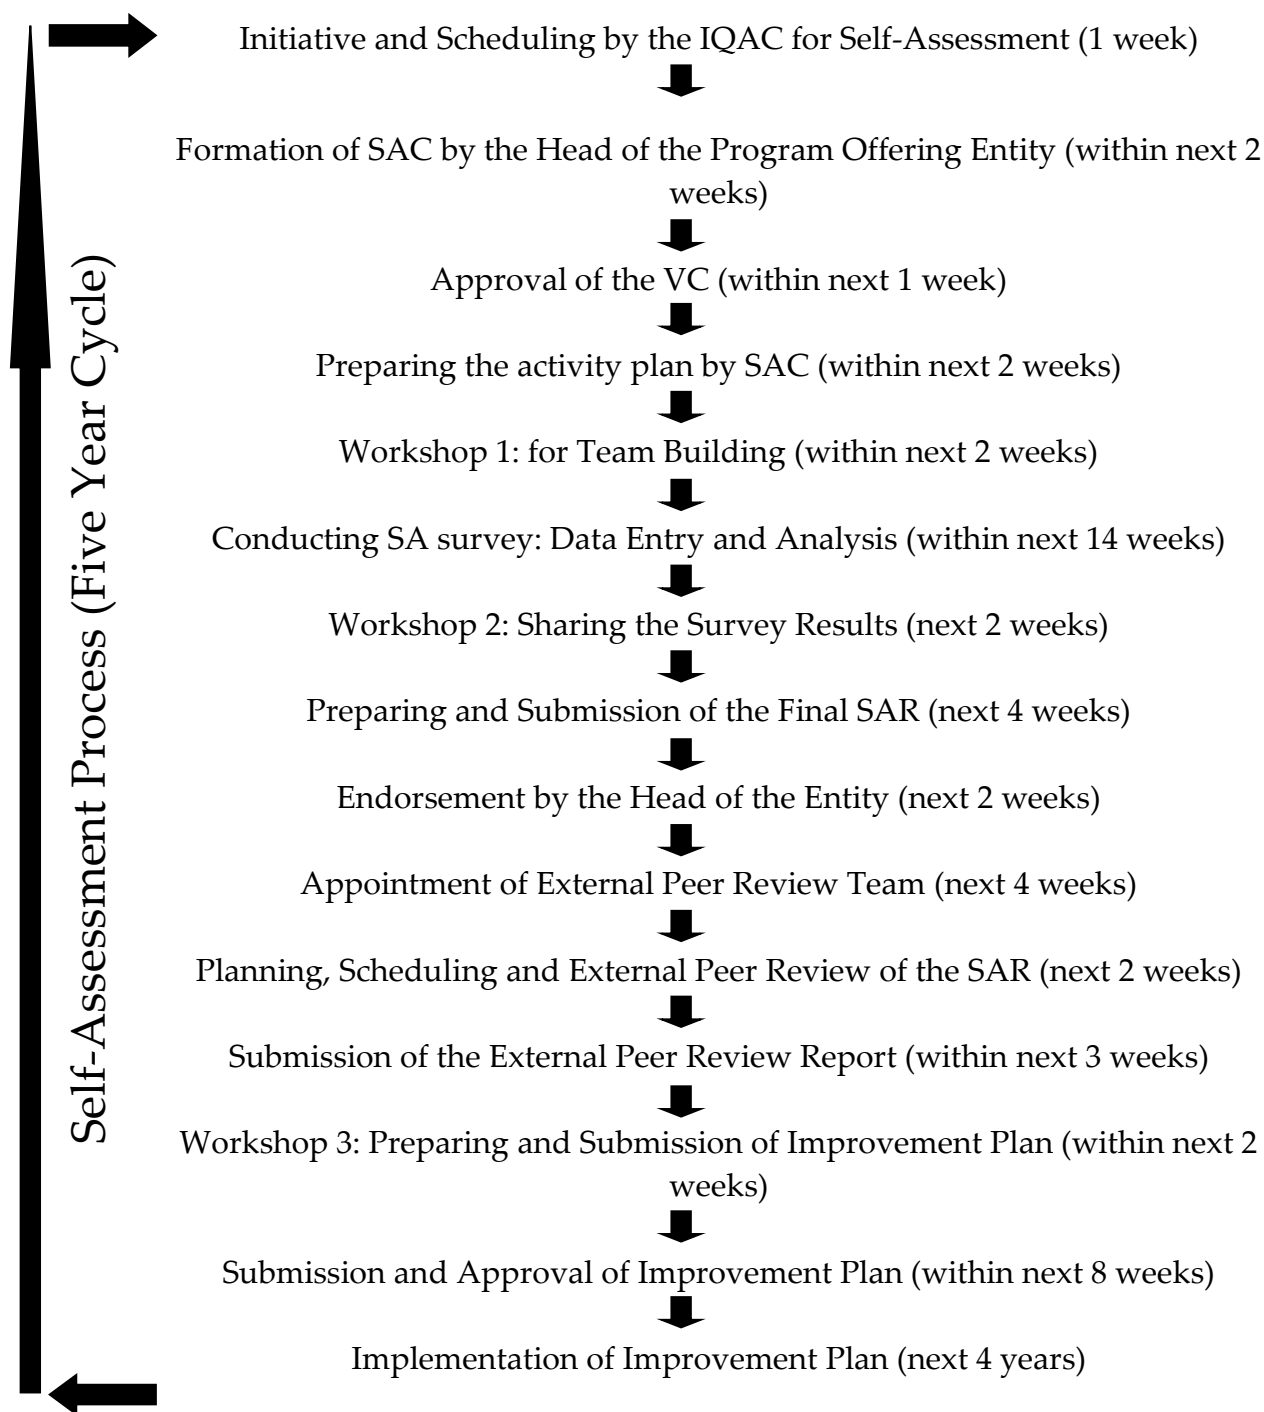 Self-Assessment Process (Five Year Cycle)
Initiative and Scheduling by the IQAC for Self-Assessment (1 week)
Formation of SAC by the Head of the Program Offering Entity (within next 2
weeks)
Approval of the VC (within next 1 week)
Preparing the activity plan by SAC (within next 2 weeks)
Workshop 1: for Team Building (within next 2 weeks)
Conducting SA survey: Data Entry and Analysis (within next 14 weeks)
Workshop 2: Sharing the Survey Results (next 2 weeks)
Preparing and Submission of the Final SAR (next 4 weeks)
Endorsement by the Head of the Entity (next 2 weeks)
Appointment of External Peer Review Team (next 4 weeks)
Planning, Scheduling and External Peer Review of the SAR (next 2 weeks)
Submission of the External Peer Review Report (within next 3 weeks)
Workshop 3: Preparing and Submission of Improvement Plan (within next 2
weeks)
Submission and Approval of Improvement Plan (within next 8 weeks)
Implementation of Improvement Plan (next 4 years)